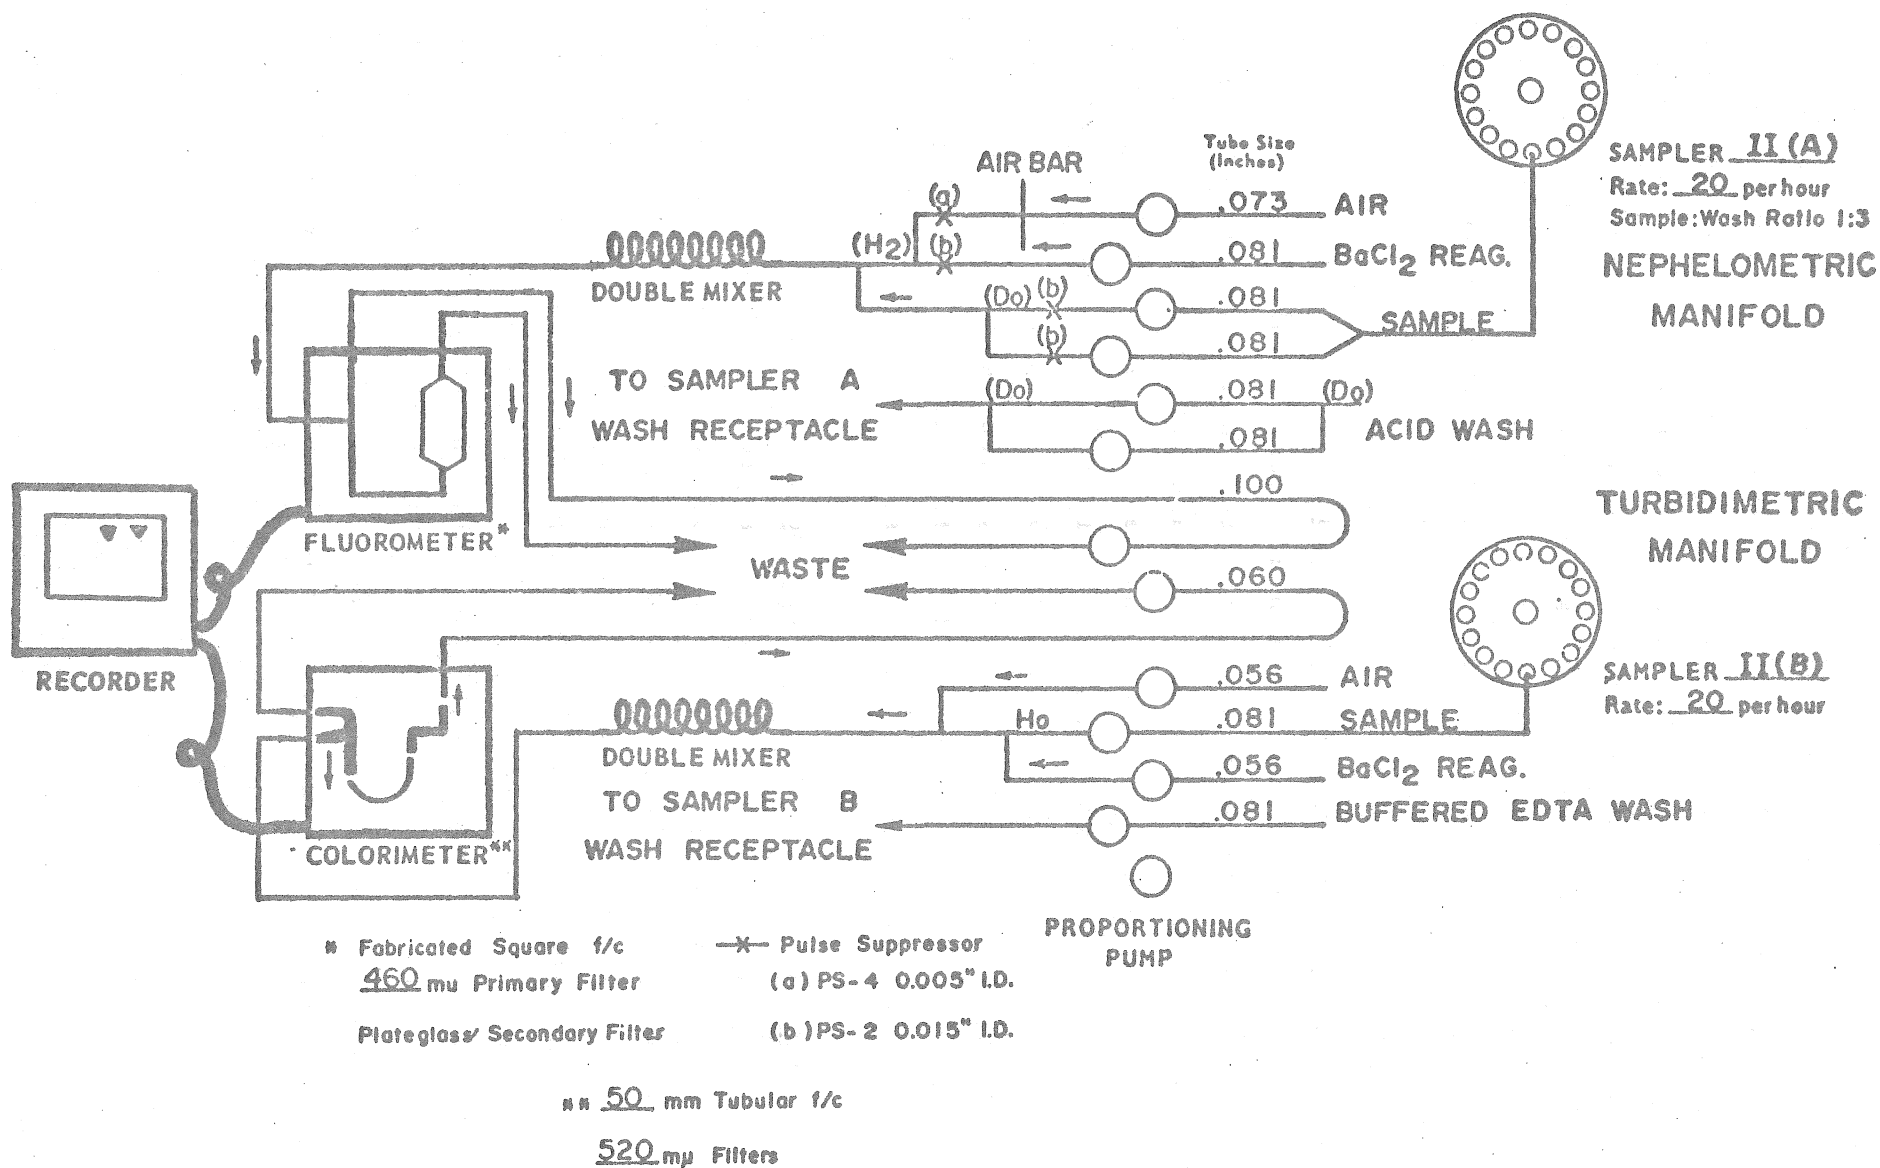 Tube Size
(Inches)
AIR BAR
SAMPLER II (A)
Rate: 20 per hour
Sample:Wash Ratio 1:3
NEPHELOMETRIC
MANIFOLD
(a) .073 AIR
(H2) (b) .081 BaCl2 REAG.
DOUBLE MIXER
(Do) (b) .081
SAMPLE
(b) .081
TO SAMPLER A
WASH RECEPTACLE
(Do) .081 (Do)
.081 ACID WASH
.100
FLUOROMETER*
WASTE
.060
TURBIDIMETRIC
MANIFOLD
RECORDER
SAMPLER II(B)
Rate: 20 per hour
.056 AIR
Ho .081 SAMPLE
DOUBLE MIXER
.056 BaCl2 REAG.
TO SAMPLER B
WASH RECEPTACLE
.081 BUFFERED EDTA WASH
COLORIMETER**
PROPORTIONING
PUMP
* Fabricated Square f/c
460 mu Primary Filter
Plateglass/ Secondary Filter
—x— Pulse Suppressor
(a) PS-4 0.005" I.D.
(b) PS-2 0.015" I.D.
** 50 mm Tubular f/c
520 mμ Filters